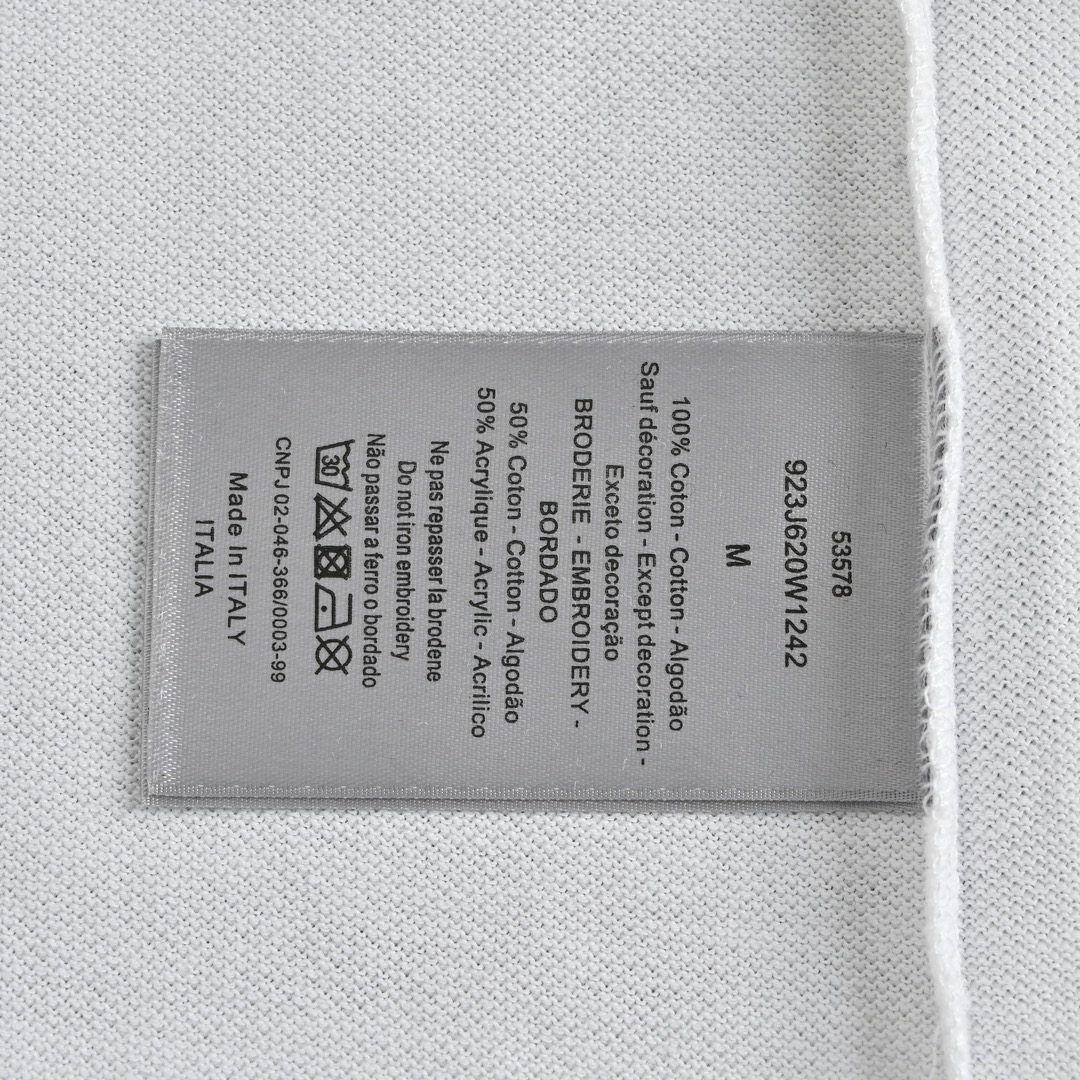 53578
923J620W1242
M
100% Coton - Cotton - Algodão
Sauf décoration - Except decoration -
Exceto decoração
BRODERIE - EMBROIDERY -
BORDADO
50% Coton - Cotton - Algodão
50% Acrylique - Acrylic - Acrilico
Ne pas repasser la brodene
Do not iron embroidery
Não passar a ferro o bordado
30
CNPJ 02-046-366/0003-99
Made In ITALY
ITALIA